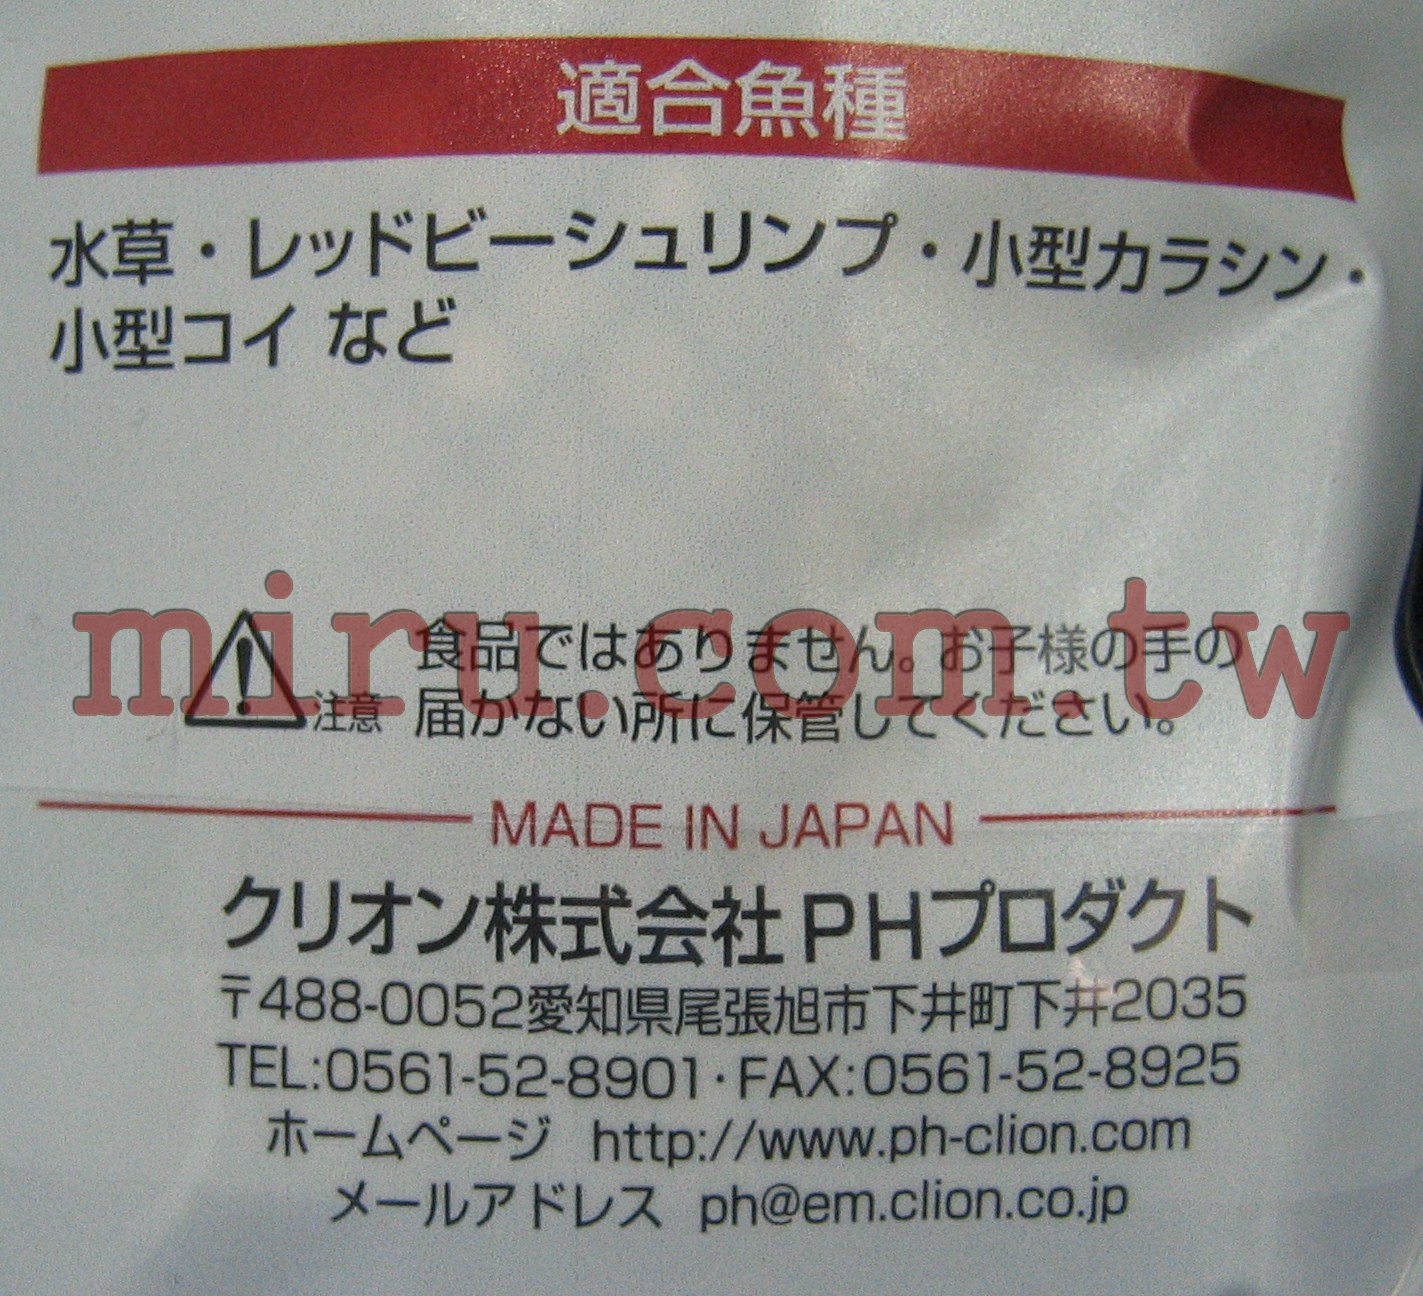 適合魚種
水草・レッドビーシュリンプ・小型カラシン・
小型コイ など
食品ではありません。お子様の手の
注意 届かない所に保管してください。
miru.com.tw
MADE IN JAPAN
クリオン株式会社 PHプロダクト
〒488-0052愛知県尾張旭市下井町下井2035
TEL:0561-52-8901・FAX:0561-52-8925
ホームページ http://www.ph-clion.com
メールアドレス ph@em.clion.co.jp